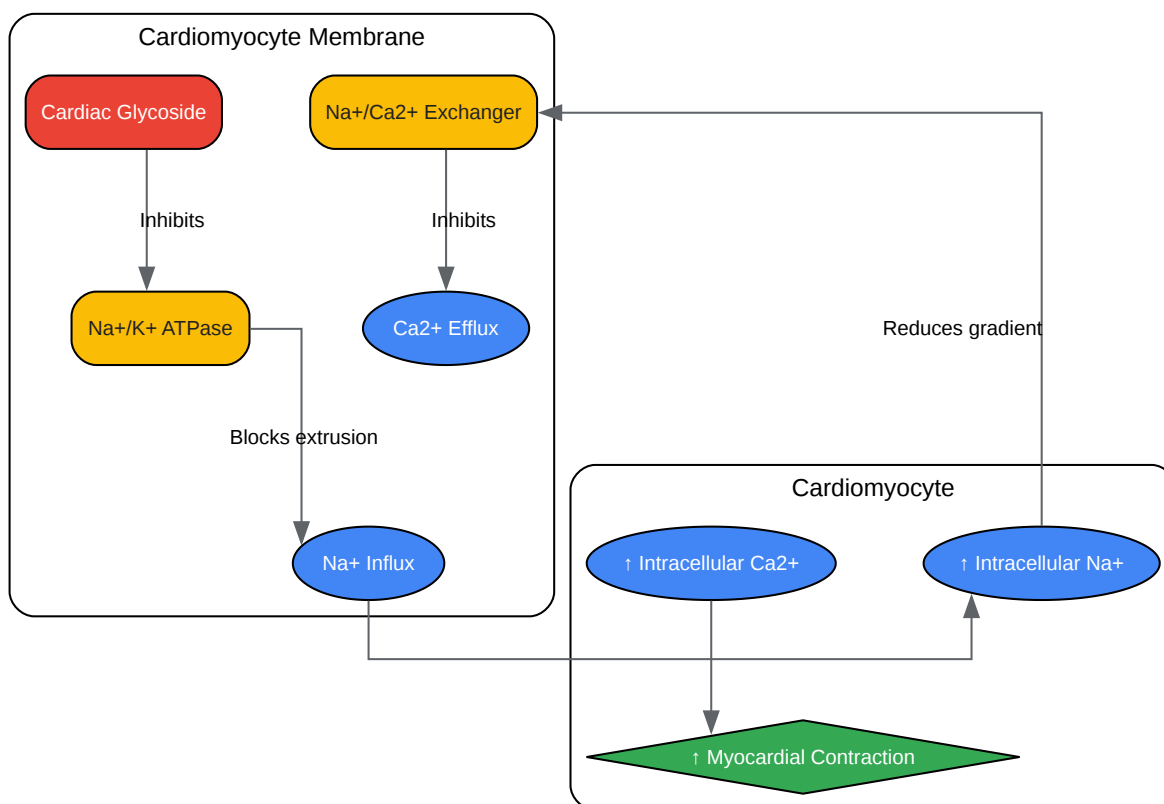 Cardiomyocyte Membrane
Cardiac Glycoside
Na+/Ca2+ Exchanger
Inhibits
Inhibits
Na+/K+ ATPase
Ca2+ Efflux
Reduces gradient
Blocks extrusion
Cardiomyocyte
Na+ Influx
↑ Intracellular Ca2+
↑ Intracellular Na+
↑ Myocardial Contraction